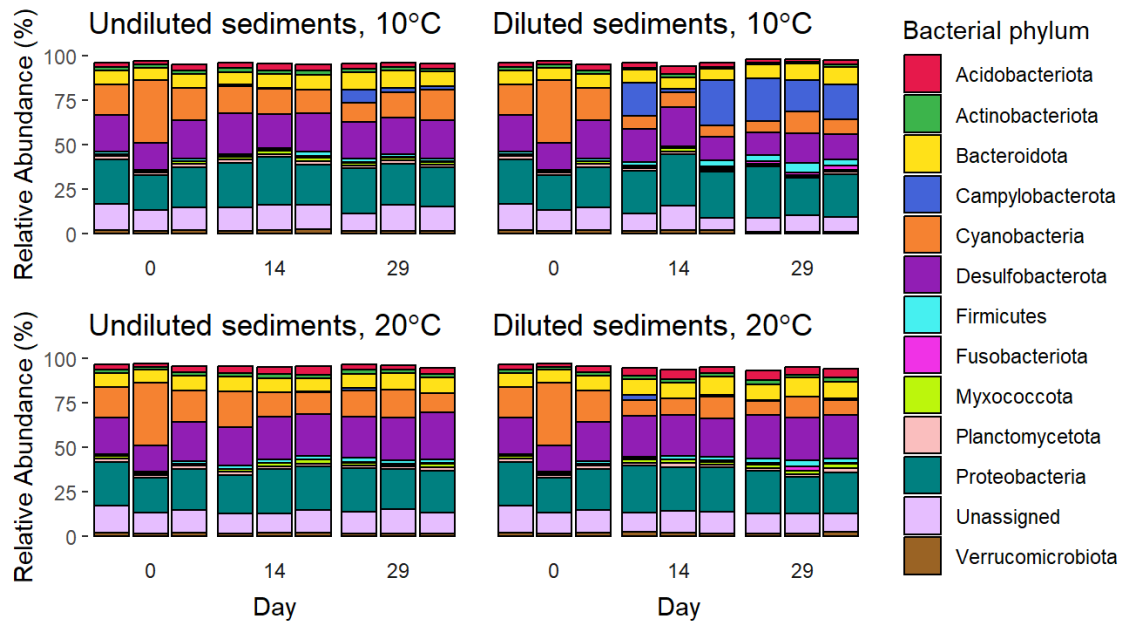 Undiluted sediments, 10°C
Diluted sediments, 10°C
Relative Abundance (%)
100
75
50
25
0
0
14
29
0
14
29
Undiluted sediments, 20°C
Diluted sediments, 20°C
Relative Abundance (%)
100
75
50
25
0
0
14
29
0
14
29
Day
Day
Bacterial phylum
Acidobacteriota
Actinobacteriota
Bacteroidota
Campylobacterota
Cyanobacteria
Desulfobacterota
Firmicutes
Fusobacteriota
Myxococcota
Planctomycetota
Proteobacteria
Unassigned
Verrucomicrobiota